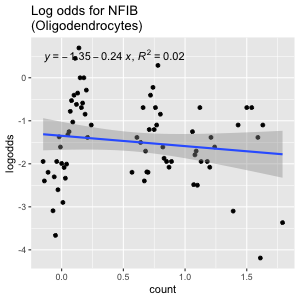 Log odds for NFIB
(Oligodendrocytes)
y = −1.35 − 0.24 x, R² = 0.02
0
-1
-2
-3
-4
logodds
0.0 0.5 1.0 1.5
count